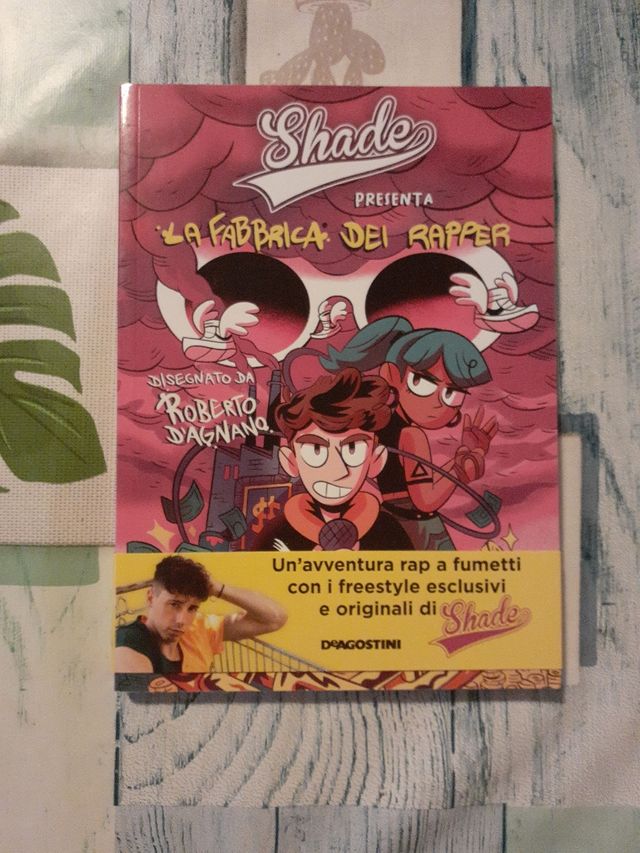 Shade
PRESENTA
LA FABBRICA DEI RAPPER
DISEGNATO DA
ROBERTO
D'AGNANO
Un'avventura rap a fumetti
con i freestyle esclusivi
e originali di Shade
DeAGOSTINI